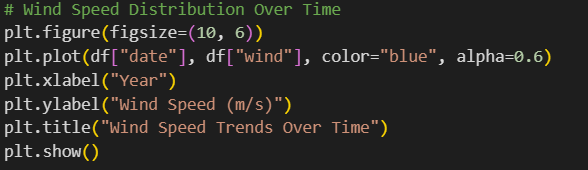 # Wind Speed Distribution Over Time
plt.figure(figsize=(10, 6))
plt.plot(df["date"], df["wind"], color="blue", alpha=0.6)
plt.xlabel("Year")
plt.ylabel("Wind Speed (m/s)")
plt.title("Wind Speed Trends Over Time")
plt.show()